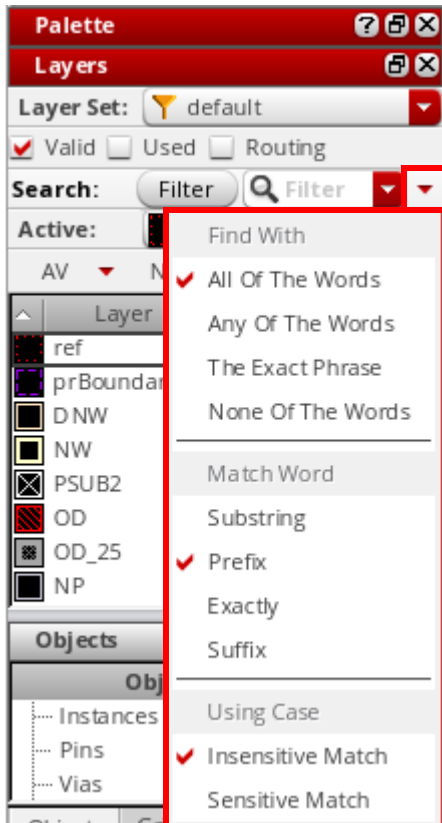 Palette
Layers
Layer Set: default
Valid Used Routing
Search: Filter Filter
Active:
Find With
AV N
All Of The Words
Layer
Any Of The Words
ref
The Exact Phrase
prBoundar
None Of The Words
DNW
NW
Match Word
PSUB2
OD
Substring
OD_25
Prefix
NP
Exactly
Objects
Suffix
Obj
Using Case
Instances
Pins
Insensitive Match
Vias
Sensitive Match